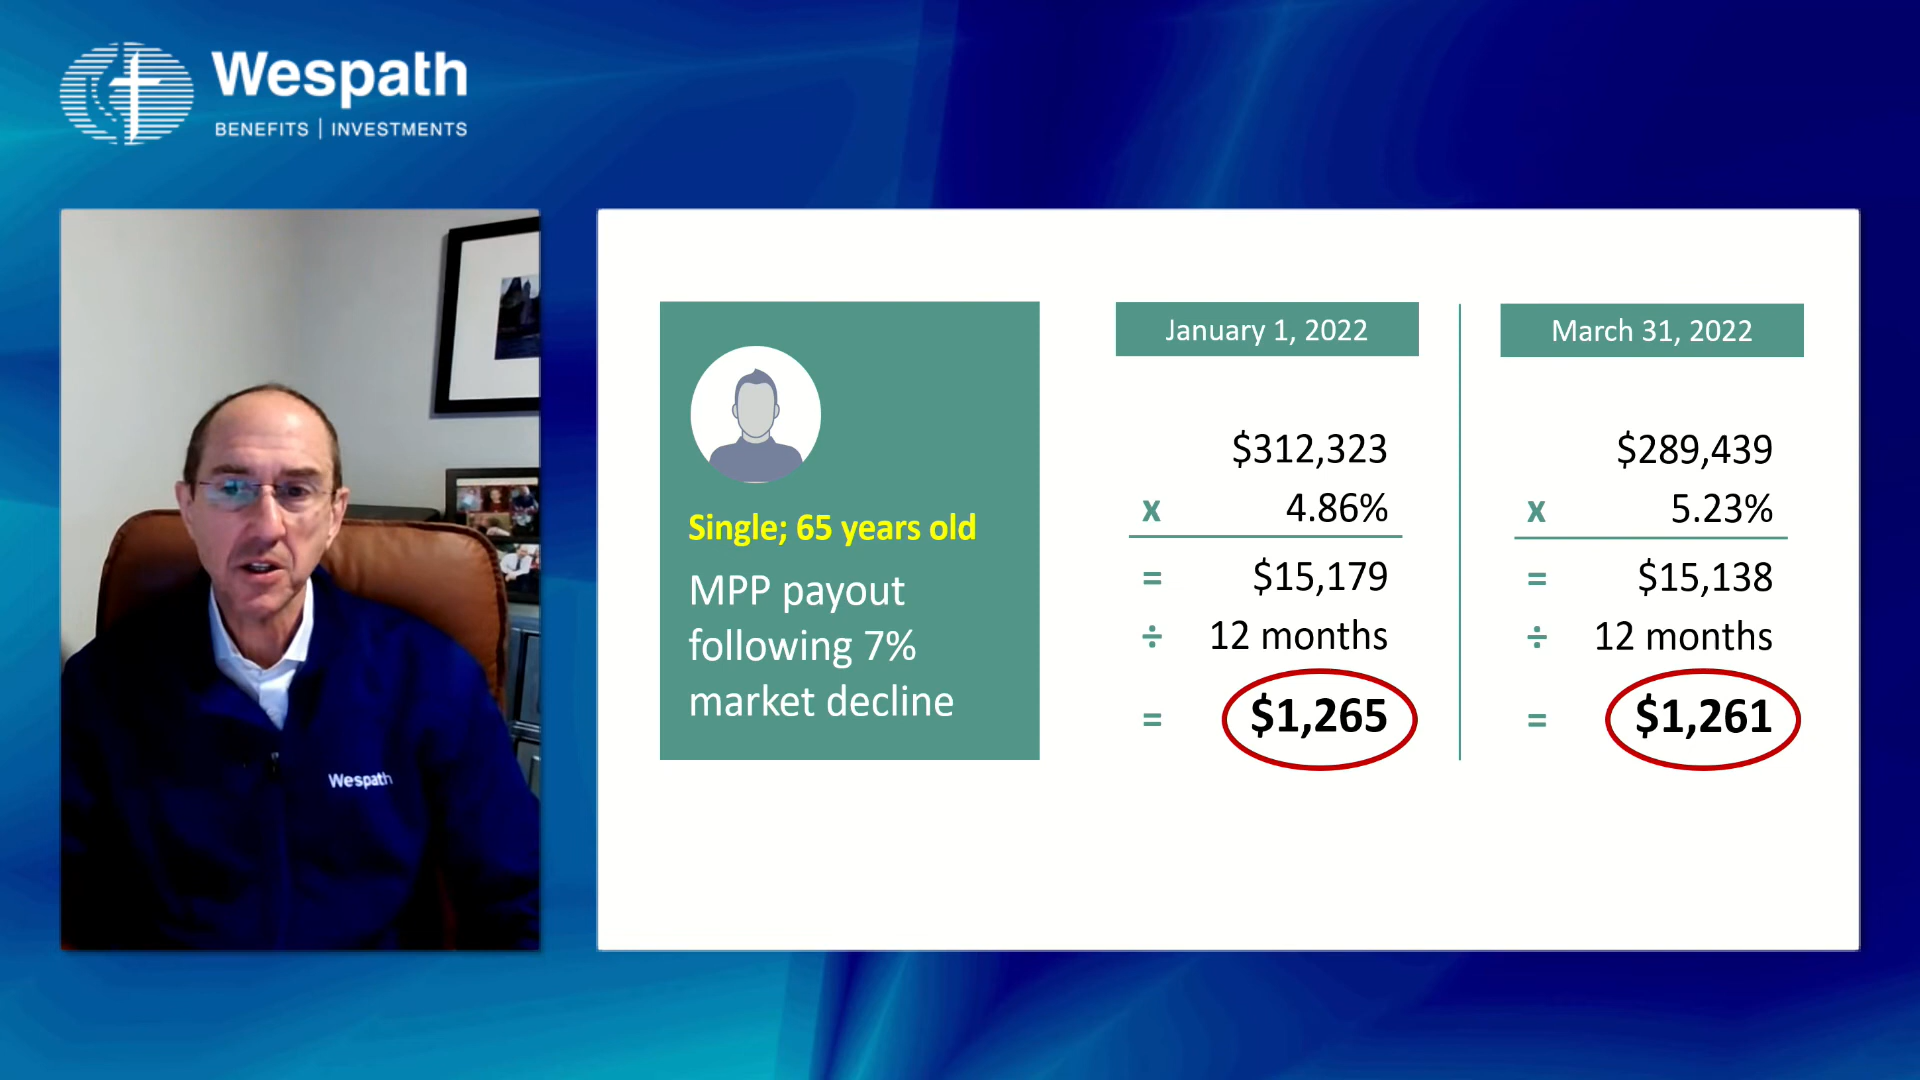 Wespath
BENEFITS | INVESTMENTS
Wespath
Single; 65 years old
MPP payout
following 7%
market decline
January 1, 2022
$312,323
x 4.86%
= $15,179
÷ 12 months
= $1,265
March 31, 2022
$289,439
x 5.23%
= $15,138
÷ 12 months
= $1,261